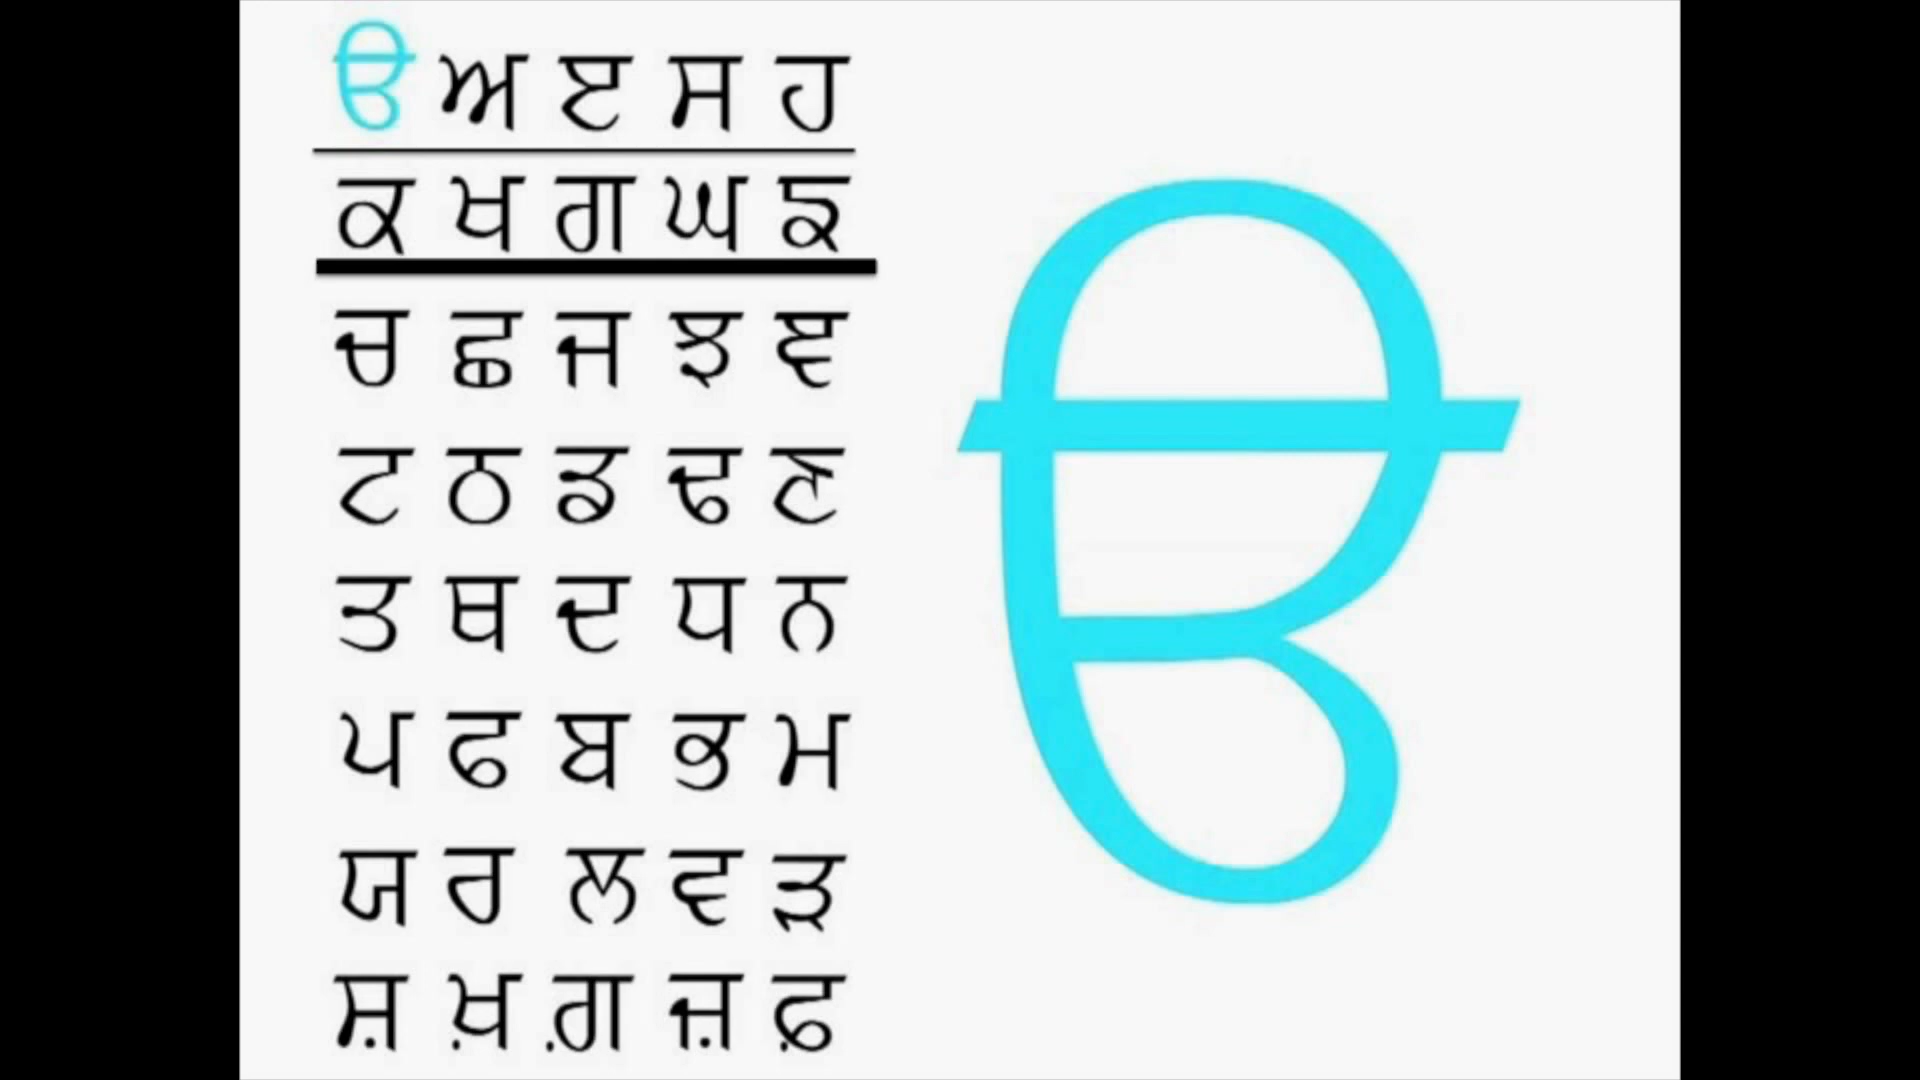 ੳ ਅ ੲ ਸ ਹ
ਕ ਖ ਗ ਘ ਙ
ਚ ਛ ਜ ਝ ਞ
ਟ ਠ ਡ ਢ ਣ
ਤ ਥ ਦ ਧ ਨ
ਪ ਫ ਬ ਭ ਮ
ਯ ਰ ਲ ਵ ੜ
ਸ਼ ਖ਼ ਗ਼ ਜ਼ ਫ਼
ੳ